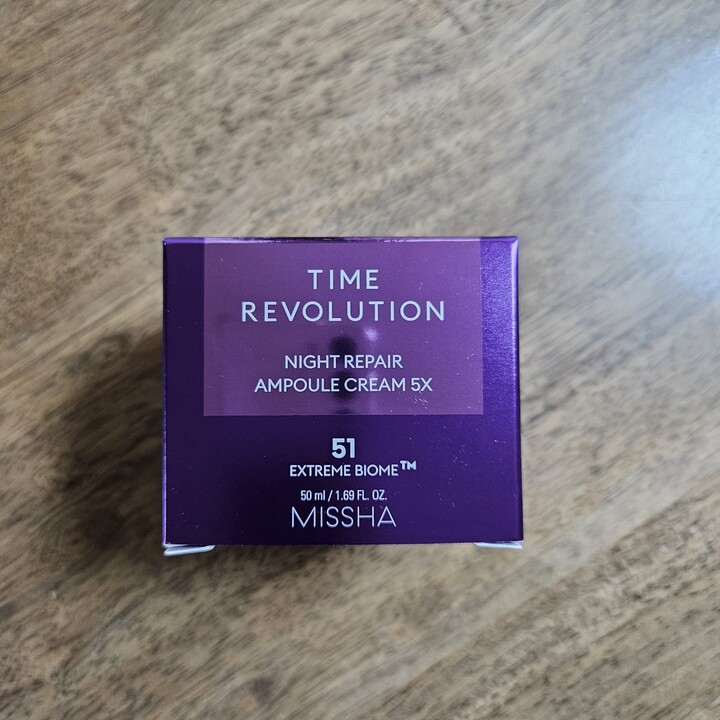 TIME
REVOLUTION
NIGHT REPAIR
AMPOULE CREAM 5X
51
EXTREME BIOME™
50 ml / 1.69 FL. OZ.
MISSHA